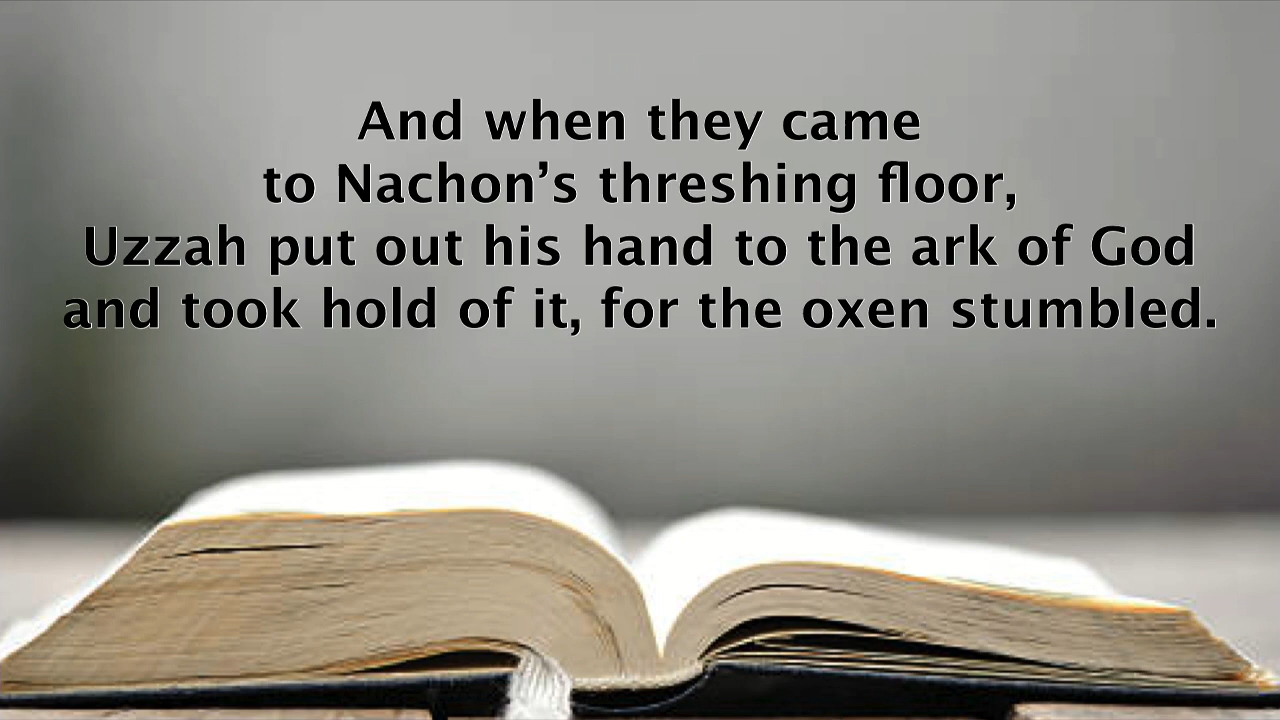 And when they came
to Nachon’s threshing floor,
Uzzah put out his hand to the ark of God
and took hold of it, for the oxen stumbled.